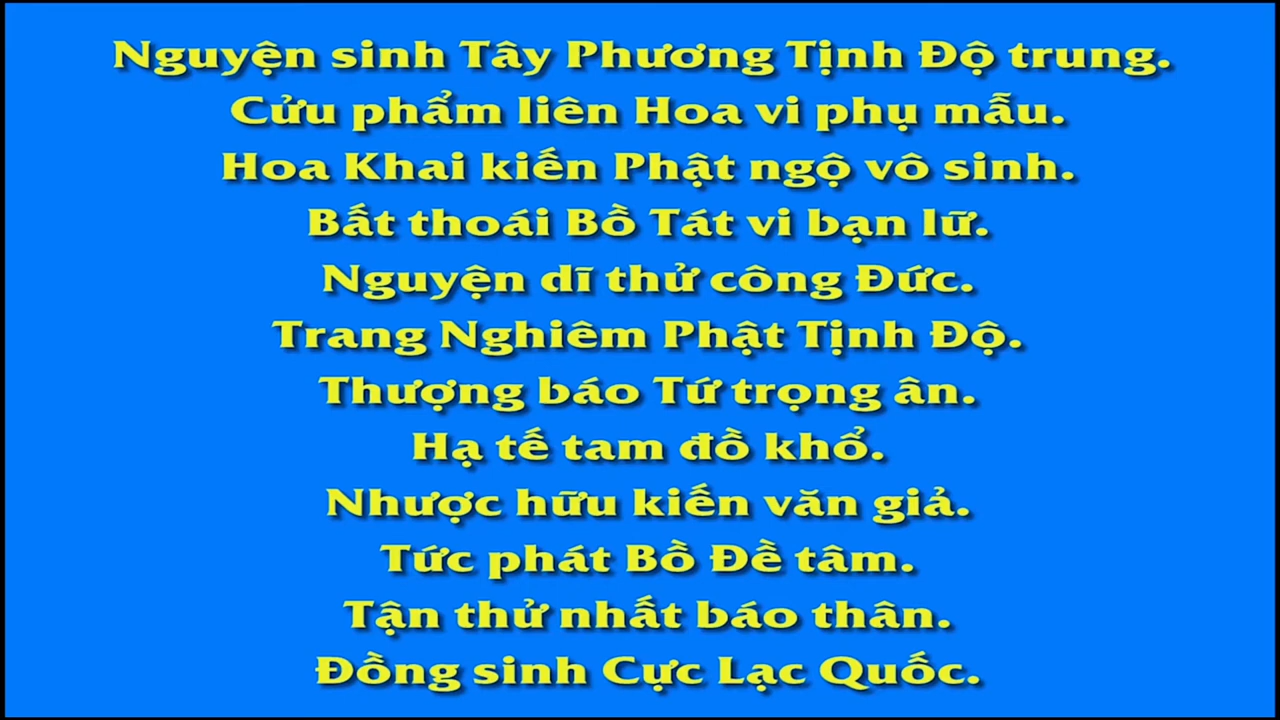 Nguyện sinh Tây Phương Tịnh Độ trung.
Cửu phẩm liên Hoa vi phụ mẫu.
Hoa Khai kiến Phật ngộ vô sinh.
Bất thoái Bồ Tát vi bạn lữ.
Nguyện dĩ thử công Đức.
Trang Nghiêm Phật Tịnh Độ.
Thượng báo Tứ trọng ân.
Hạ tế tam đồ khổ.
Nhược hữu kiến văn giả.
Tức phát Bồ Đề tâm.
Tận thử nhất báo thân.
Đồng sinh Cực Lạc Quốc.